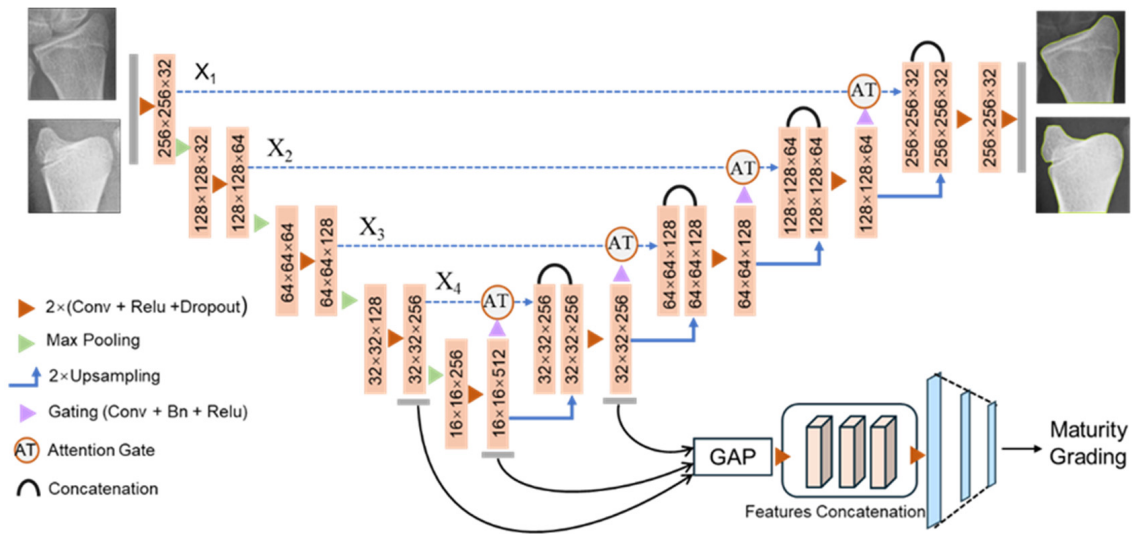 256×256×32
X1
128×128×32
128×128×64
X2
64×64×64
64×64×128
X3
32×32×128
32×32×256
X4
16×16×256
16×16×512
AT
32×32×256
32×32×256
32×32×256
AT
64×64×128
64×64×128
64×64×128
AT
128×128×64
128×128×64
128×128×64
AT
256×256×32
256×256×32
256×256×32
2×(Conv + Relu +Dropout)
Max Pooling
2×Upsampling
Gating (Conv + Bn + Relu)
AT Attention Gate
Concatenation
GAP
Features Concatenation
Maturity
Grading